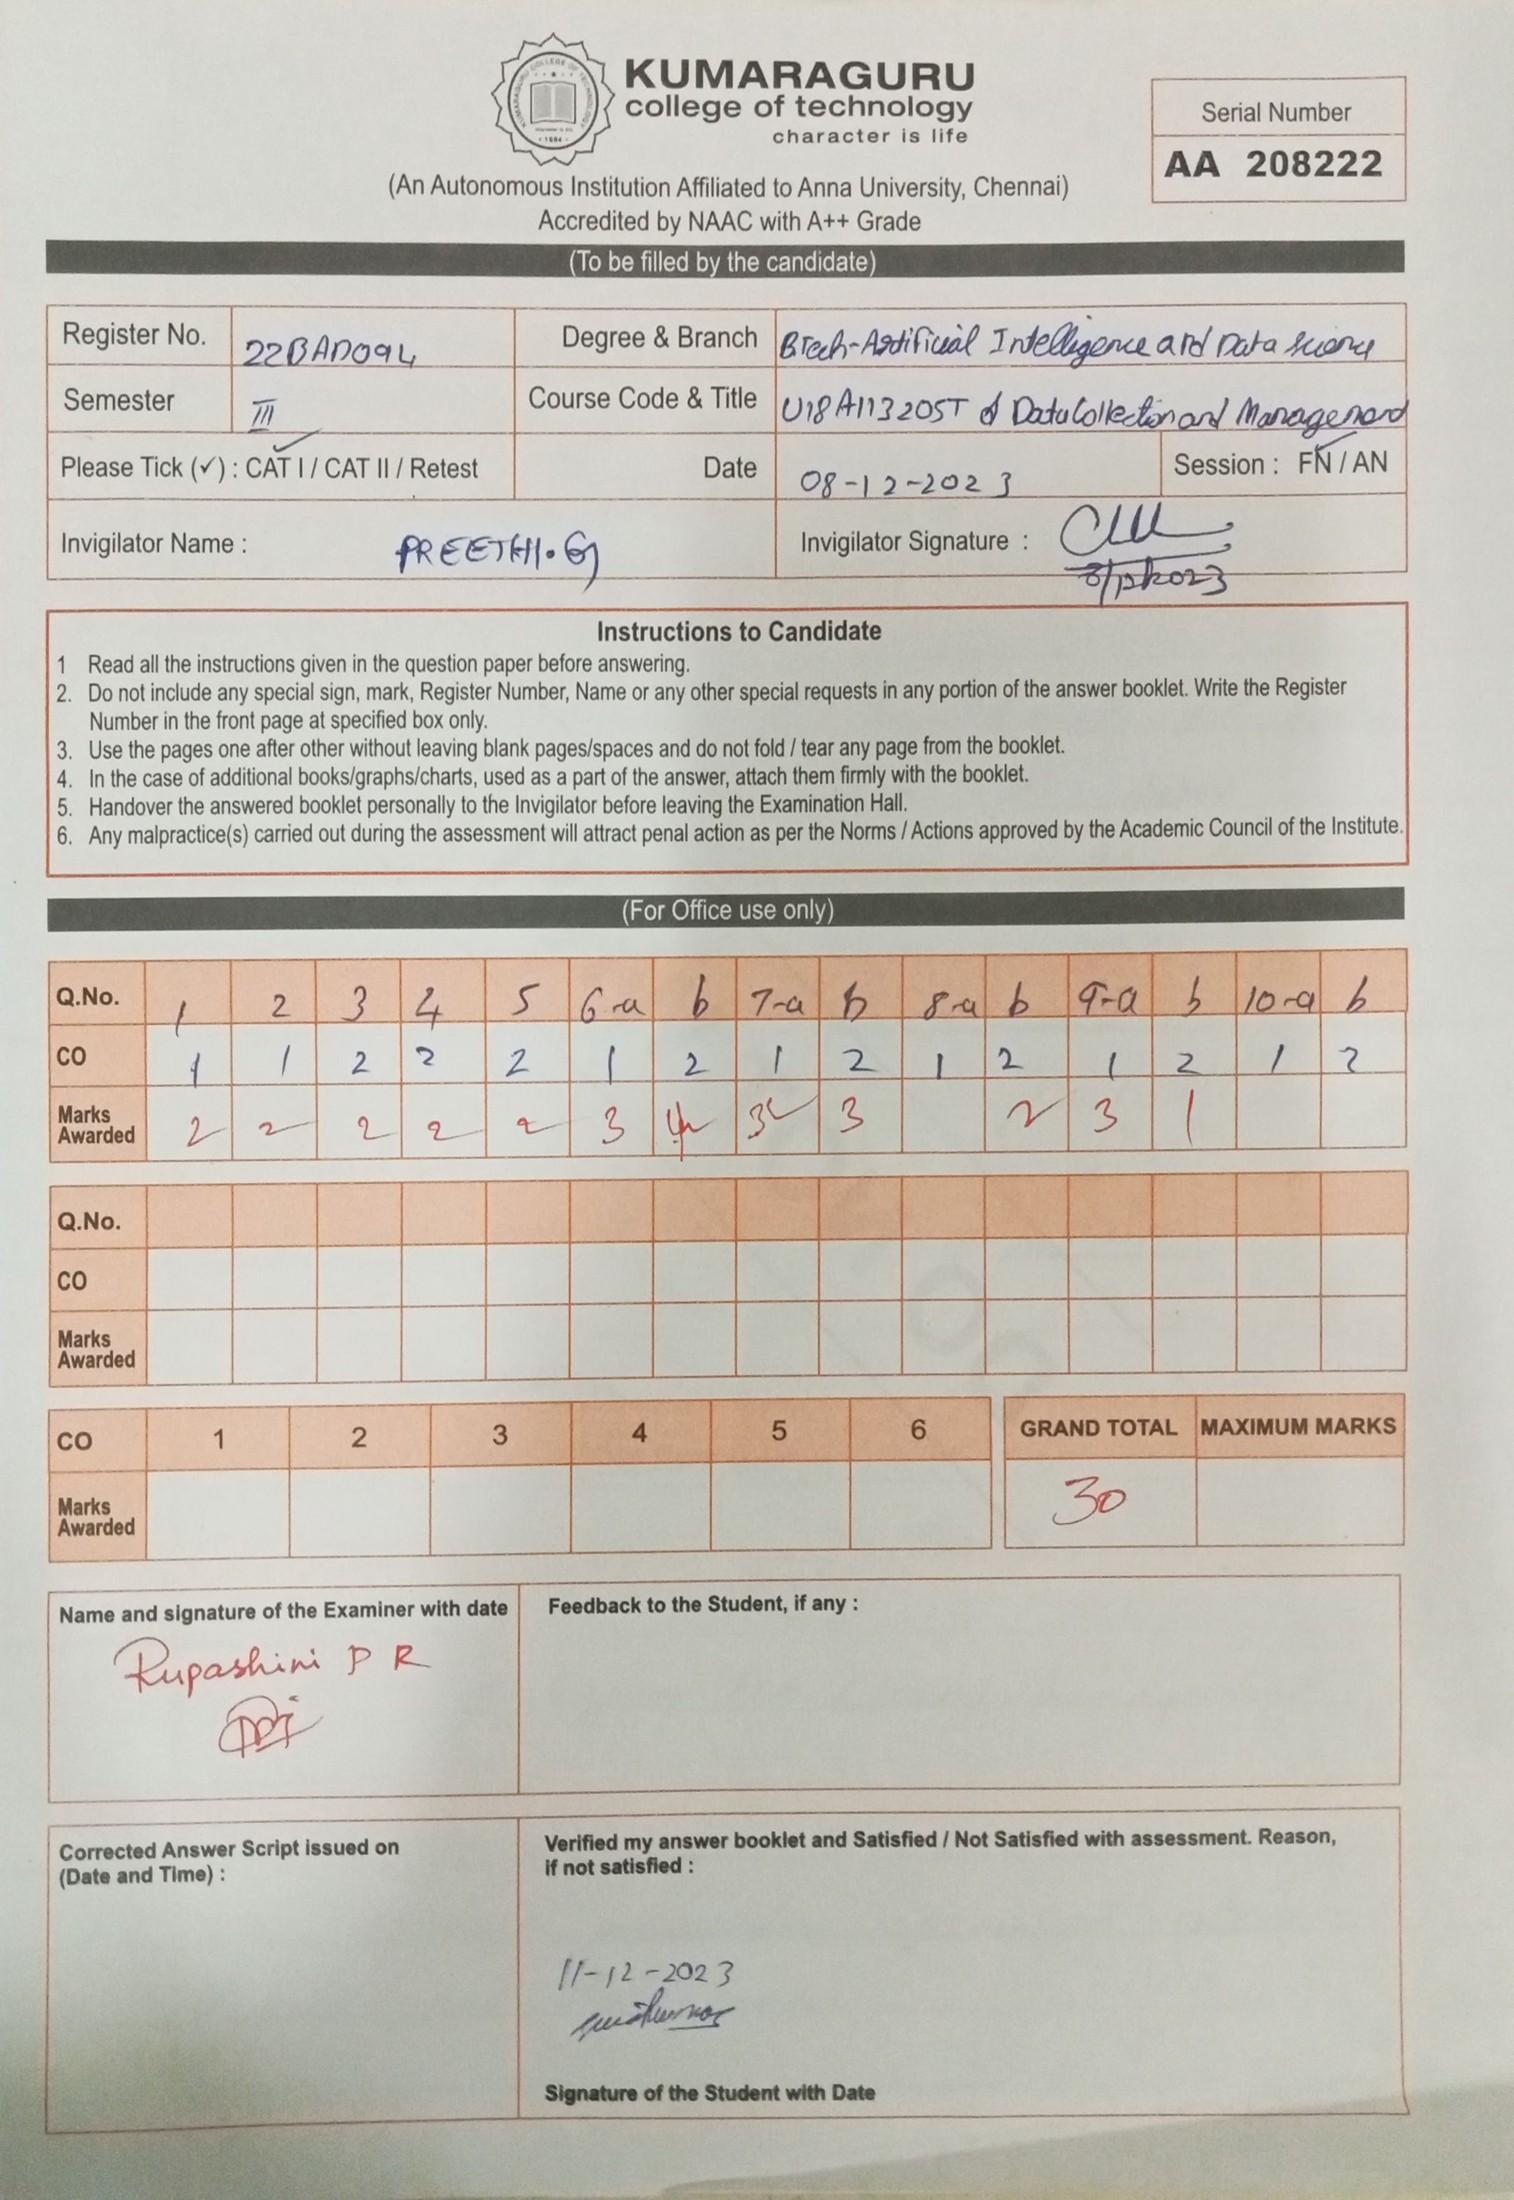 KUMARAGURU
college of technology
character is life
Serial Number
AA 208222
(An Autonomous Institution Affiliated to Anna University, Chennai)
Accredited by NAAC with A++ Grade
(To be filled by the candidate)
Register No. 22BAD094 Degree & Branch BTech-Artificial Intelligence and Data Science
Semester III Course Code & Title U18AI13205T Data Collection and
Please Tick (✓) : CAT I / CAT II / Retest Date 08-12-2023 Session : FN / AN
Invigilator Name : PREETHI.G Invigilator Signature :
Instructions to Candidate
1 Read all the instructions given in the question paper before answering.
2. Do not include any special sign, mark, Register Number, Name or any other special requests in any portion of the answer booklet. Write the Register
Number in the front page at specified box only.
3. Use the pages one after other without leaving blank pages/spaces and do not fold / tear any page from the booklet.
4. In the case of additional books/graphs/charts, used as a part of the answer, attach them firmly with the booklet.
5. Handover the answered booklet personally to the Invigilator before leaving the Examination Hall.
6. Any malpractice(s) carried out during the assessment will attract penal action as per the Norms / Actions approved by the Academic Council of the Institute.
(For Office use only)
Q.No. 1 2 3 4 5 6-a b 7-a b 8-a b 9-a b 10-a b
CO 1 1 2 2 2 1 2 1 2 1 2 1 2 1 2
Marks Awarded 2 2 2 2 2 3 4 3 3 2 3 1
Q.No.
CO
Marks Awarded
CO 1 2 3 4 5 6 GRAND TOTAL MAXIMUM MARKS
Marks Awarded 30
Name and signature of the Examiner with date Feedback to the Student, if any :
Rupashini P R
Corrected Answer Script issued on
(Date and Time) :
Verified my answer booklet and Satisfied / Not Satisfied with assessment. Reason,
if not satisfied :
11-12-2023
Signature of the Student with Date